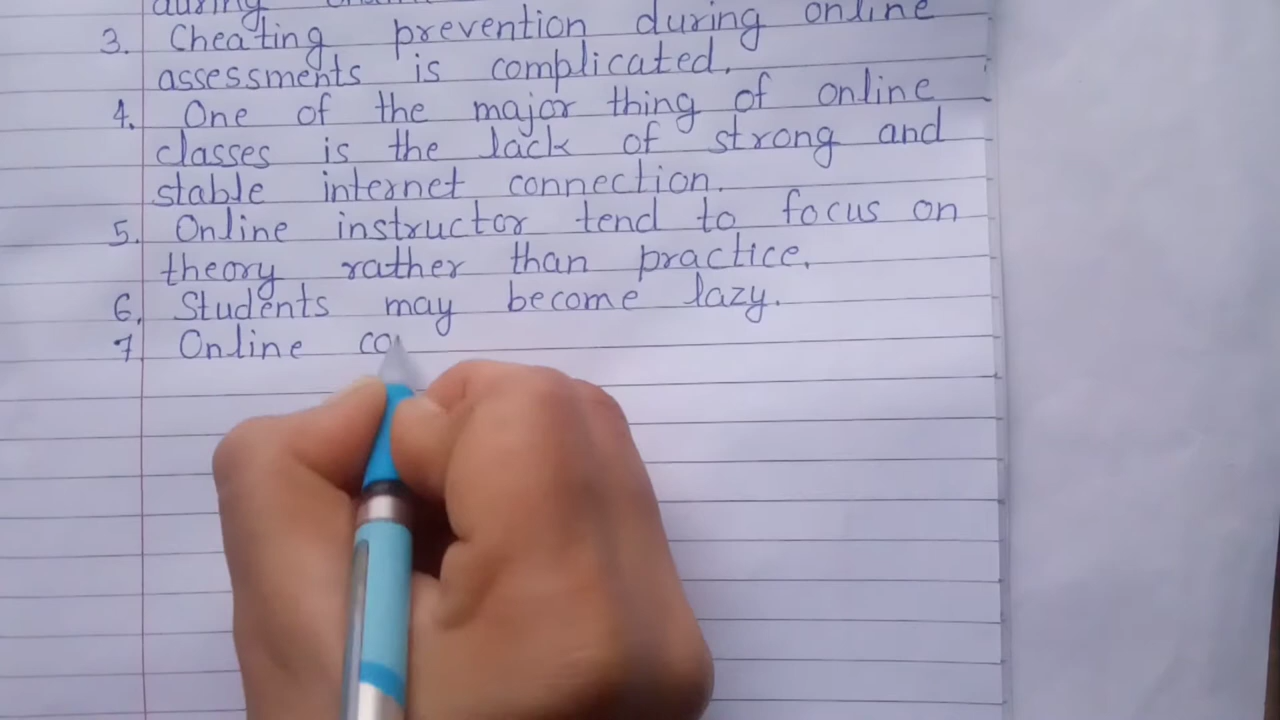 during
3. Cheating prevention during online
assessments is complicated.
4. One of the major thing of online
classes is the lack of strong and
stable internet connection.
5. Online instructor tend to focus on
theory rather than practice.
6. Students may become lazy.
7. Online co